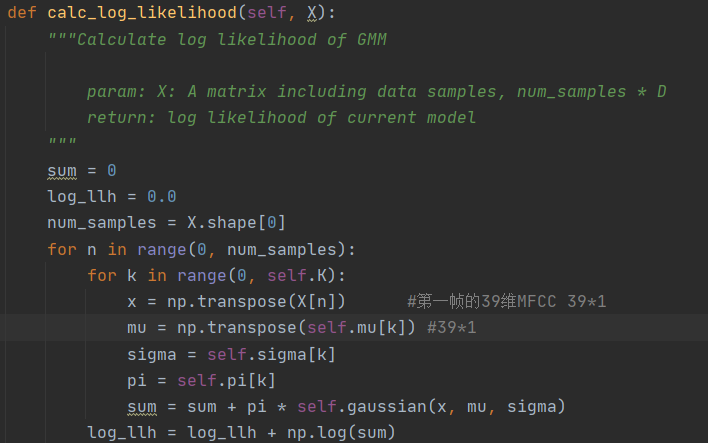 def calc_log_likelihood(self, X):
"""Calculate log likelihood of GMM
param: X: A matrix including data samples, num_samples * D
return: log likelihood of current model
"""
sum = 0
log_llh = 0.0
num_samples = X.shape[0]
for n in range(0, num_samples):
for k in range(0, self.K):
x = np.transpose(X[n]) #第一帧的39维MFCC 39*1
mu = np.transpose(self.mu[k]) #39*1
sigma = self.sigma[k]
pi = self.pi[k]
sum = sum + pi * self.gaussian(x, mu, sigma)
log_llh = log_llh + np.log(sum)